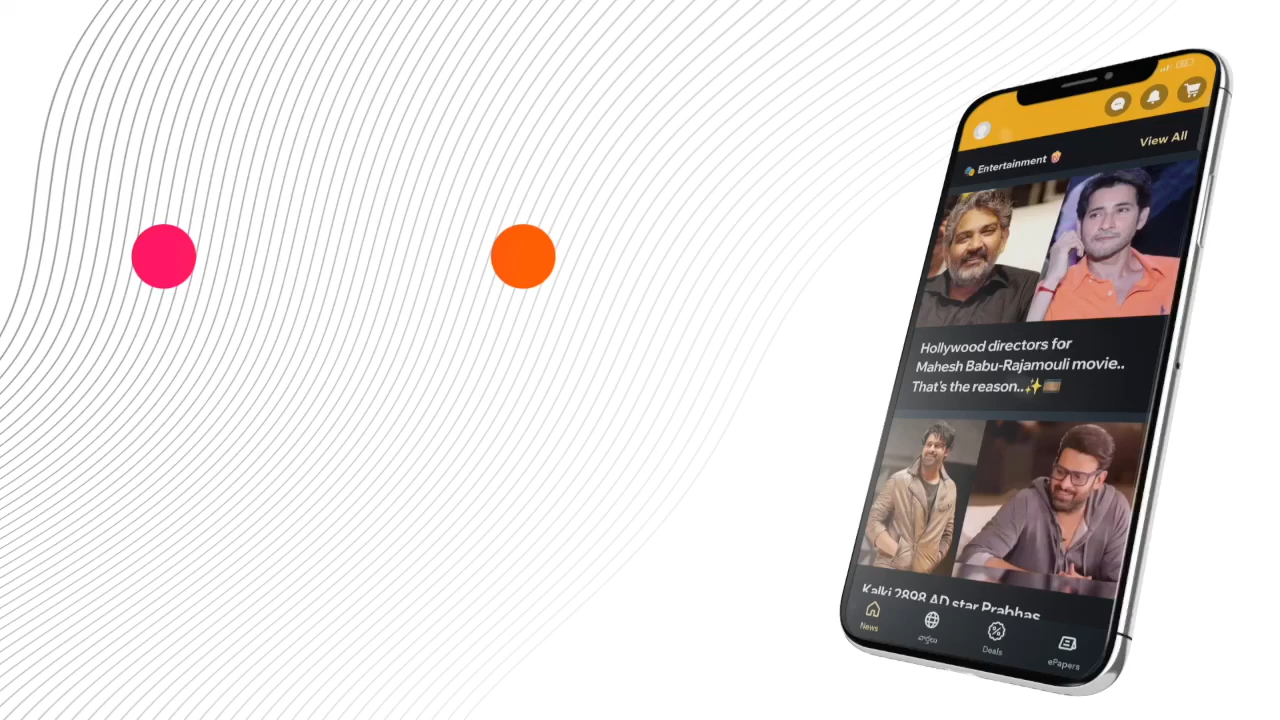 View All
🎭 Entertainment 🍿
Hollywood directors for
Mahesh Babu-Rajamouli movie..
That's the reason..✨🎞️
Kalki 2898 AD star Prabhas
News
వార్తలు
Deals
ePapers